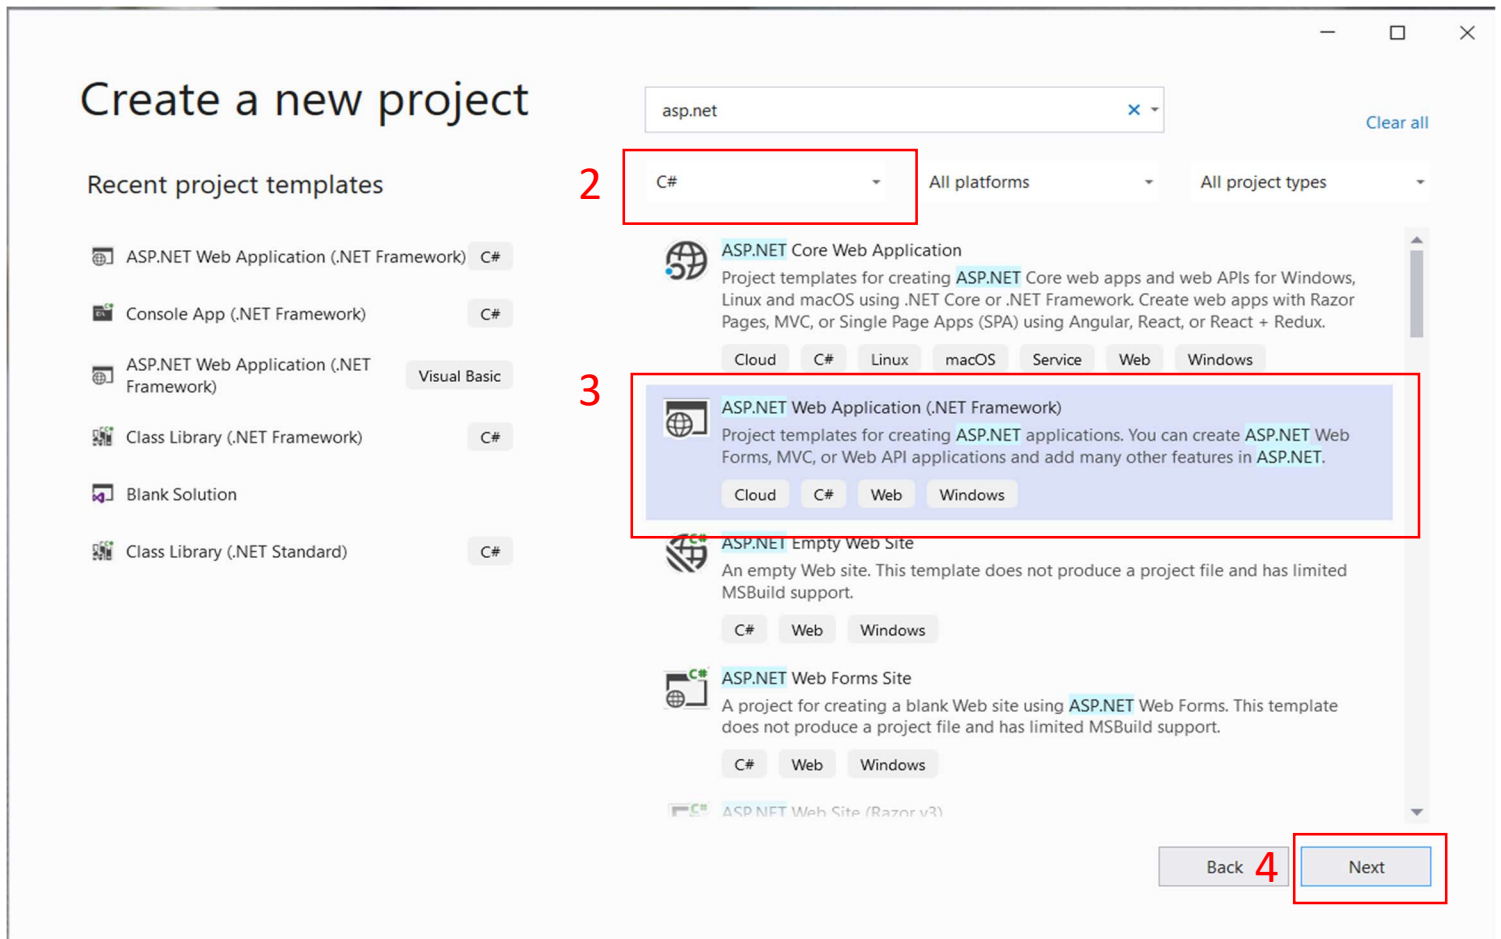 Create a new project
asp.net
Clear all
Recent project templates
2
C#
All platforms
All project types
ASP.NET Web Application (.NET Framework) C#
Console App (.NET Framework) C#
ASP.NET Web Application (.NET
Framework)
Visual Basic
Class Library (.NET Framework) C#
Blank Solution
Class Library (.NET Standard) C#
ASP.NET Core Web Application
Project templates for creating ASP.NET Core web apps and web APIs for Windows,
Linux and macOS using .NET Core or .NET Framework. Create web apps with Razor
Pages, MVC, or Single Page Apps (SPA) using Angular, React, or React + Redux.
Cloud C# Linux macOS Service Web Windows
3
ASP.NET Web Application (.NET Framework)
Project templates for creating ASP.NET applications. You can create ASP.NET Web
Forms, MVC, or Web API applications and add many other features in ASP.NET.
Cloud C# Web Windows
ASP.NET Empty Web Site
An empty Web site. This template does not produce a project file and has limited
MSBuild support.
C# Web Windows
ASP.NET Web Forms Site
A project for creating a blank Web site using ASP.NET Web Forms. This template
does not produce a project file and has limited MSBuild support.
C# Web Windows
ASP.NET Web Site (Razor v3)
Back
4
Next